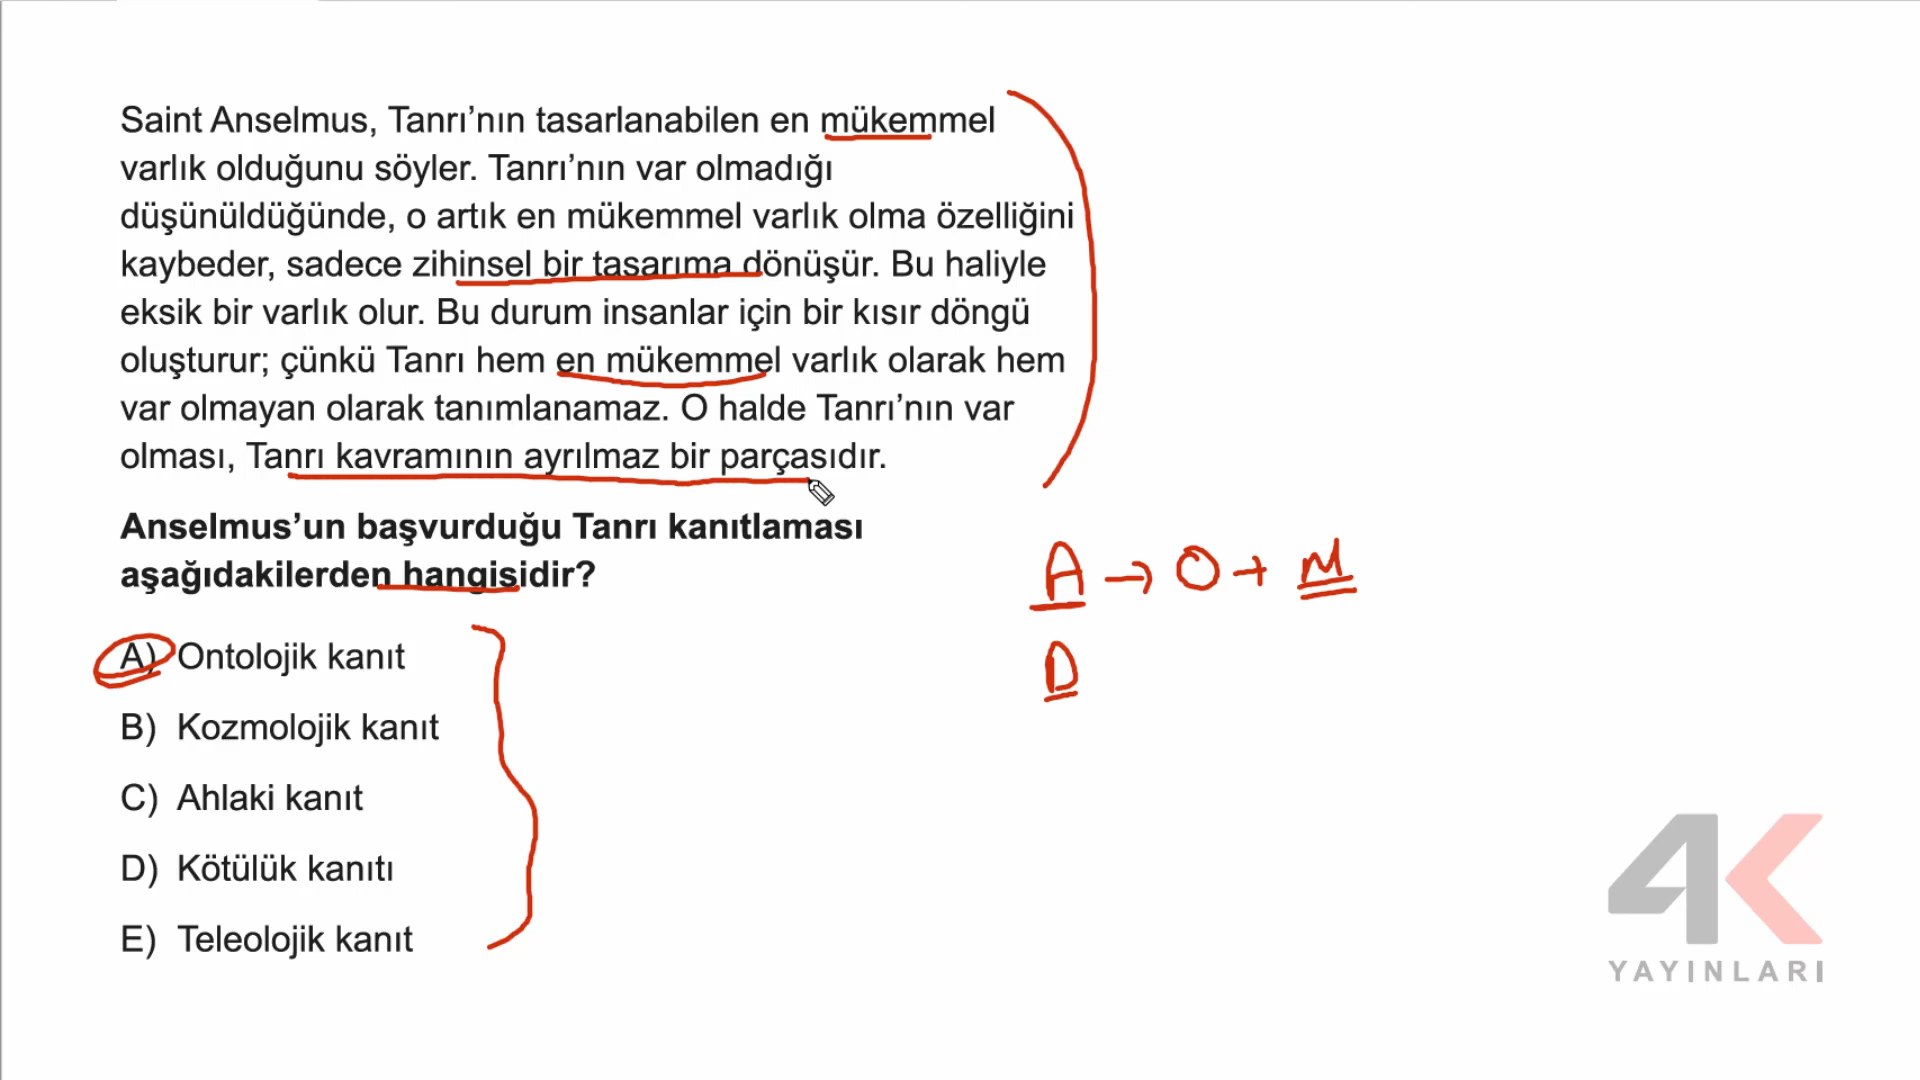 Saint Anselmus, Tanrı’nın tasarlanabilen en mükemmel
varlık olduğunu söyler. Tanrı’nın var olmadığı
düşünüldüğünde, o artık en mükemmel varlık olma özelliğini
kaybeder, sadece zihinsel bir tasarıma dönüşür. Bu haliyle
eksik bir varlık olur. Bu durum insanlar için bir kısır döngü
oluşturur; çünkü Tanrı hem en mükemmel varlık olarak hem
var olmayan olarak tanımlanamaz. O halde Tanrı’nın var
olması, Tanrı kavramının ayrılmaz bir parçasıdır.
Anselmus’un başvurduğu Tanrı kanıtlaması
aşağıdakilerden hangisidir?
A) Ontolojik kanıt
B) Kozmolojik kanıt
C) Ahlaki kanıt
D) Kötülük kanıtı
E) Teleolojik kanıt
A → O + M
D
4K
YAYINLARI